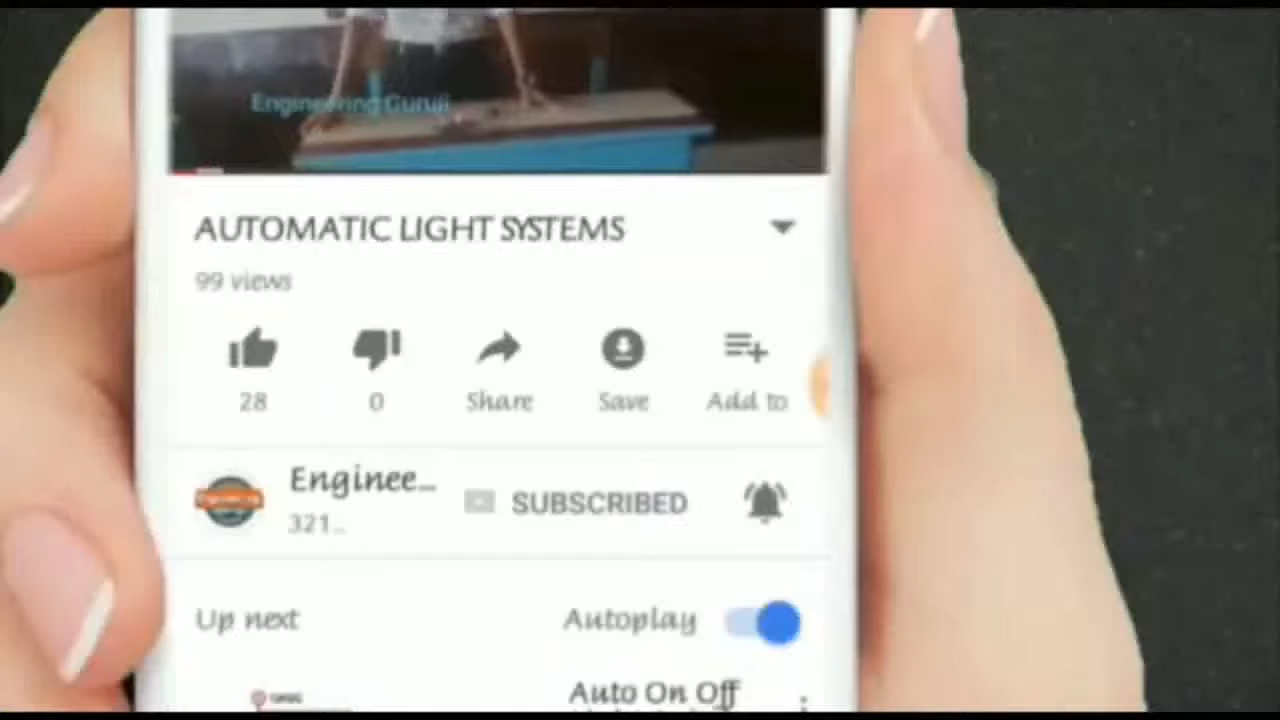 Engineering Guruji
AUTOMATIC LIGHT SYSTEMS
99 views
28
0
Share
Save
Add to
Enginee...
321..
SUBSCRIBED
Up next
Autoplay
Auto On Off